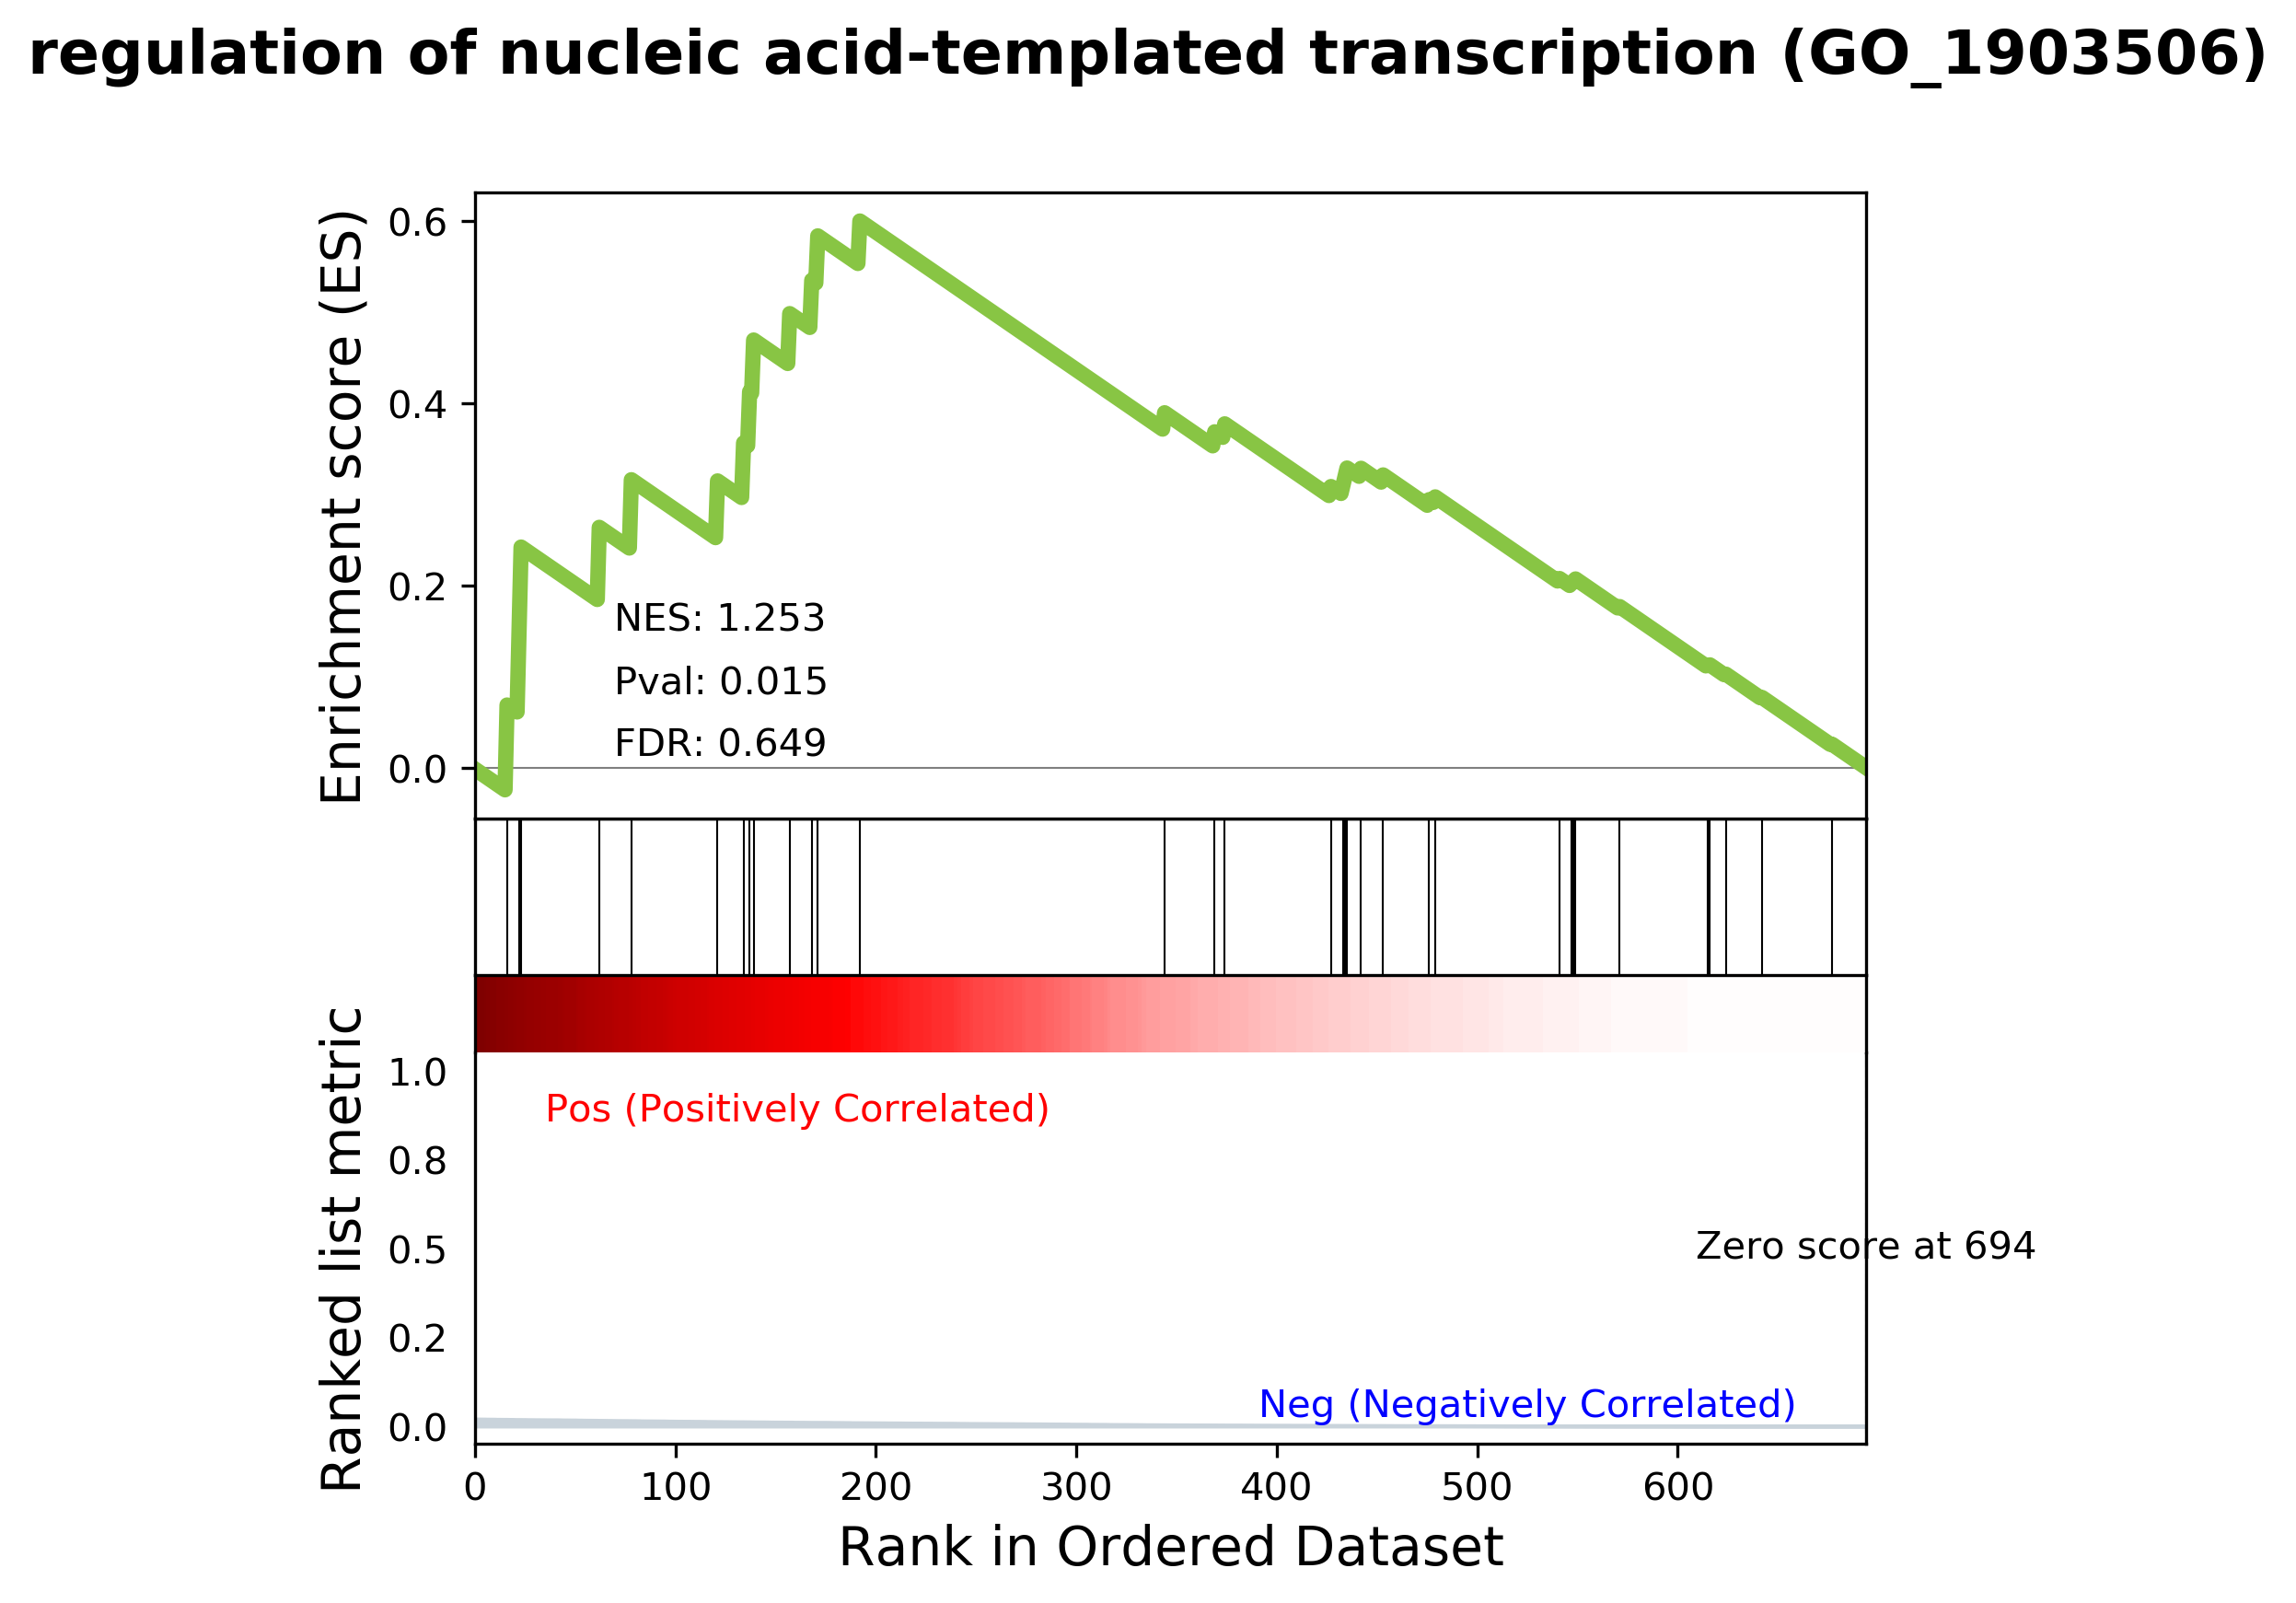 regulation of nucleic acid-templated transcription (GO_1903506)
Enrichment score (ES)
0.6
0.4
0.2
0.0
NES: 1.253
Pval: 0.015
FDR: 0.649
Ranked list metric
1.0
0.8
0.5
0.2
0.0
Pos (Positively Correlated)
Zero score at 694
Neg (Negatively Correlated)
0 100 200 300 400 500 600
Rank in Ordered Dataset